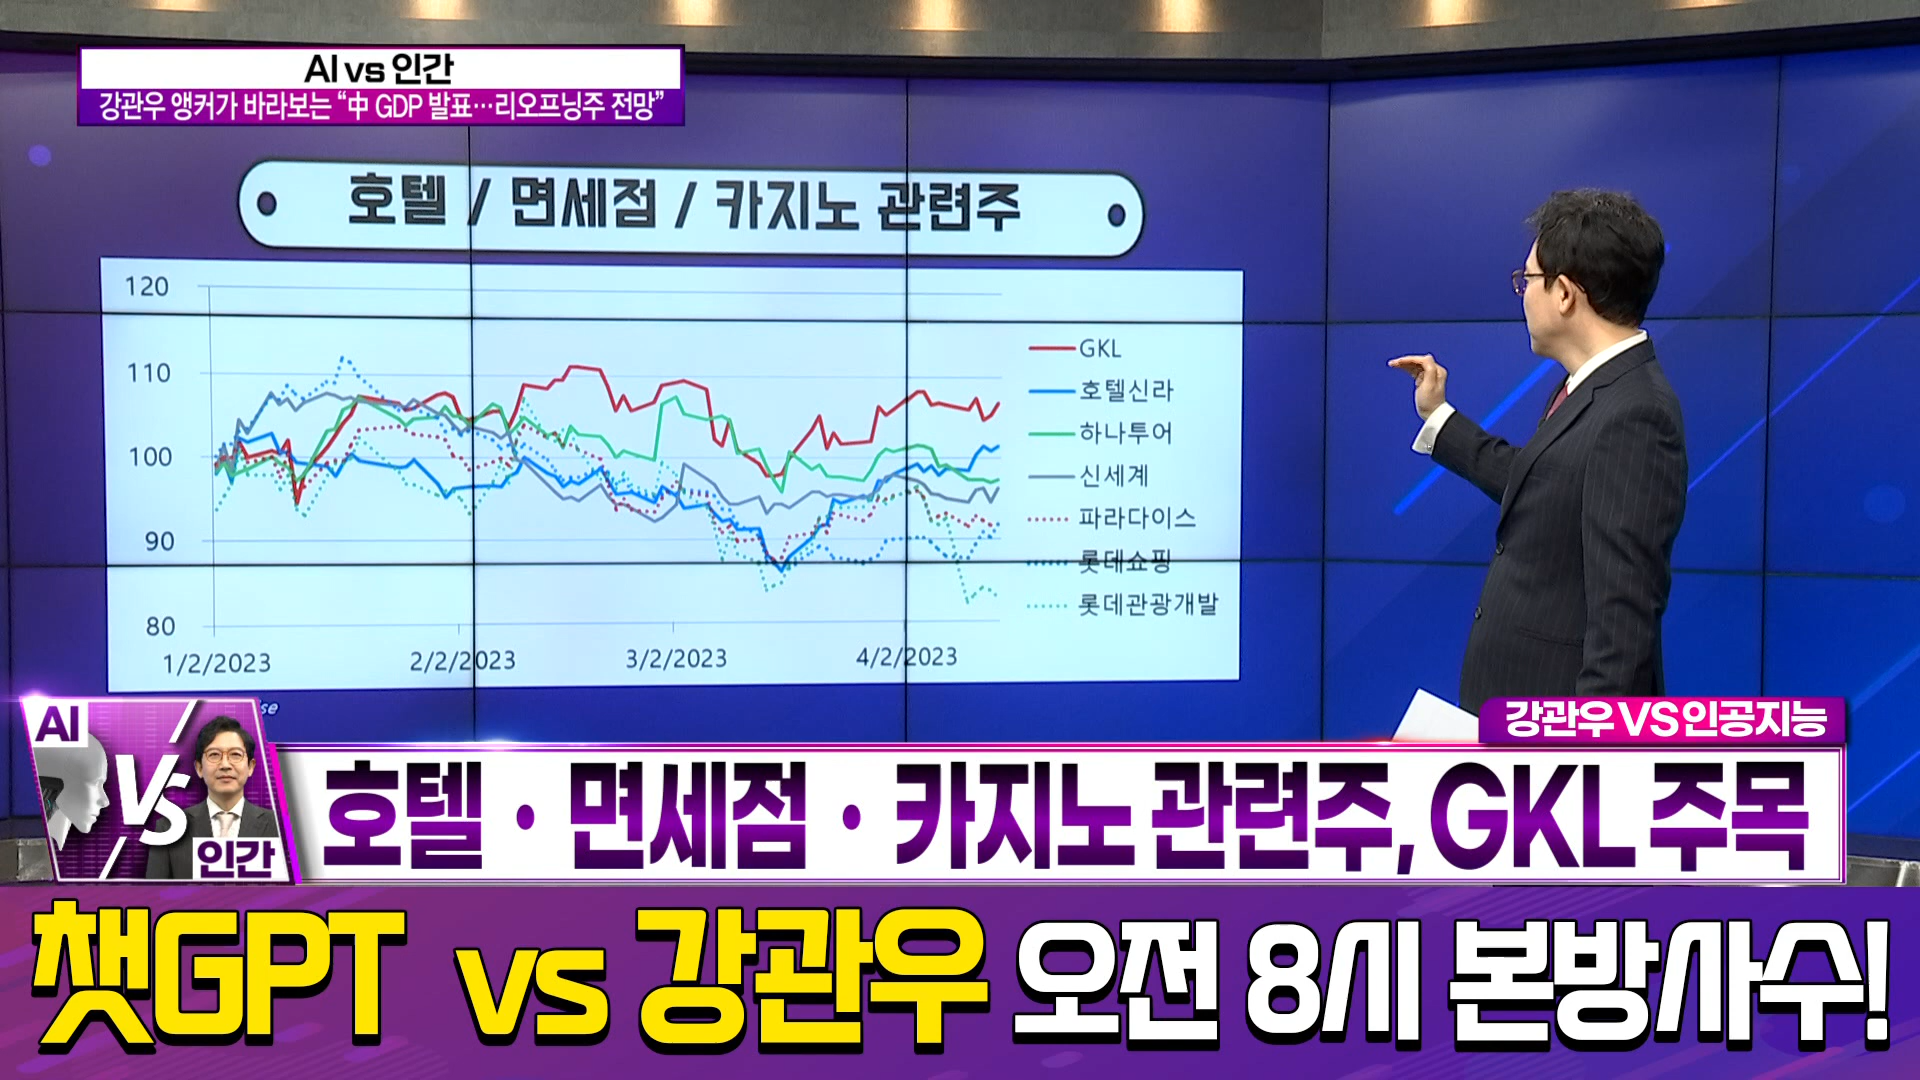 AI vs 인간
강관우 앵커가 바라보는 “中 GDP 발표…리오프닝주 전망”
호텔 / 면세점 / 카지노 관련주
120
110
100
90
80
1/2/2023
2/2/2023
3/2/2023
4/2/2023
GKL
호텔신라
하나투어
신세계
파라다이스
롯데쇼핑
롯데관광개발
se
AI
VS
인간
강관우 VS 인공지능
호텔・면세점・카지노 관련주, GKL 주목
챗GPT vs 강관우 오전 8시 본방사수!